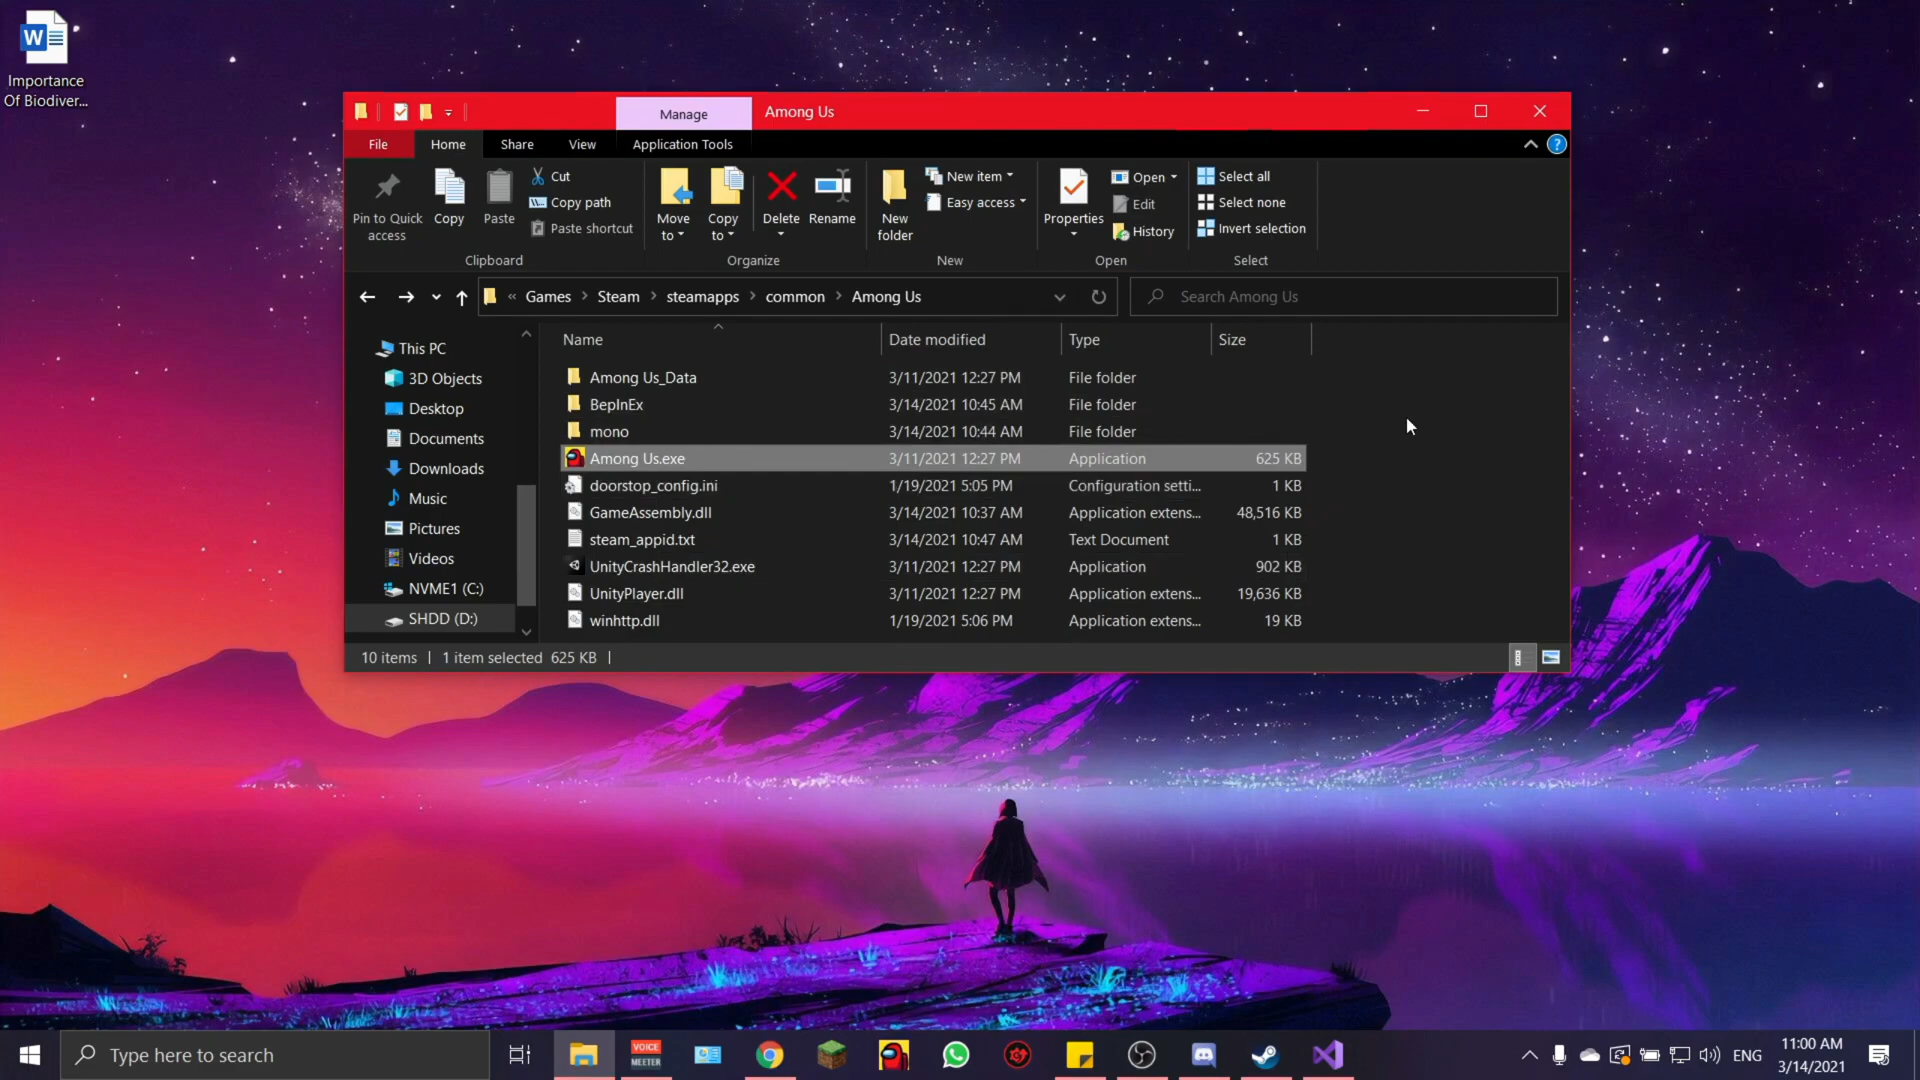 W
Importance
Of Biodiver...
Manage
Among Us
File
Home
Share
View
Application Tools
?
Pin to Quick
access
Copy
Paste
Cut
Copy path
Paste shortcut
Clipboard
Move
to
Copy
to
Delete
Rename
Organize
New
folder
New item
Easy access
New
Properties
Open
Edit
History
Open
Select all
Select none
Invert selection
Select
« Games > Steam > steamapps > common > Among Us
Search Among Us
This PC
3D Objects
Desktop
Documents
Downloads
Music
Pictures
Videos
NVME1 (C:)
SHDD (D:)
Name Date modified Type Size
Among Us_Data 3/11/2021 12:27 PM File folder
BepInEx 3/14/2021 10:45 AM File folder
mono 3/14/2021 10:44 AM File folder
Among Us.exe 3/11/2021 12:27 PM Application 625 KB
doorstop_config.ini 1/19/2021 5:05 PM Configuration setti... 1 KB
GameAssembly.dll 3/14/2021 10:37 AM Application extens... 48,516 KB
steam_appid.txt 3/14/2021 10:47 AM Text Document 1 KB
UnityCrashHandler32.exe 3/11/2021 12:27 PM Application 902 KB
UnityPlayer.dll 3/11/2021 12:27 PM Application extens... 19,636 KB
winhttp.dll 1/19/2021 5:06 PM Application extens... 19 KB
10 items 1 item selected 625 KB
Type here to search
VOICE
MEETER
ENG
11:00 AM
3/14/2021